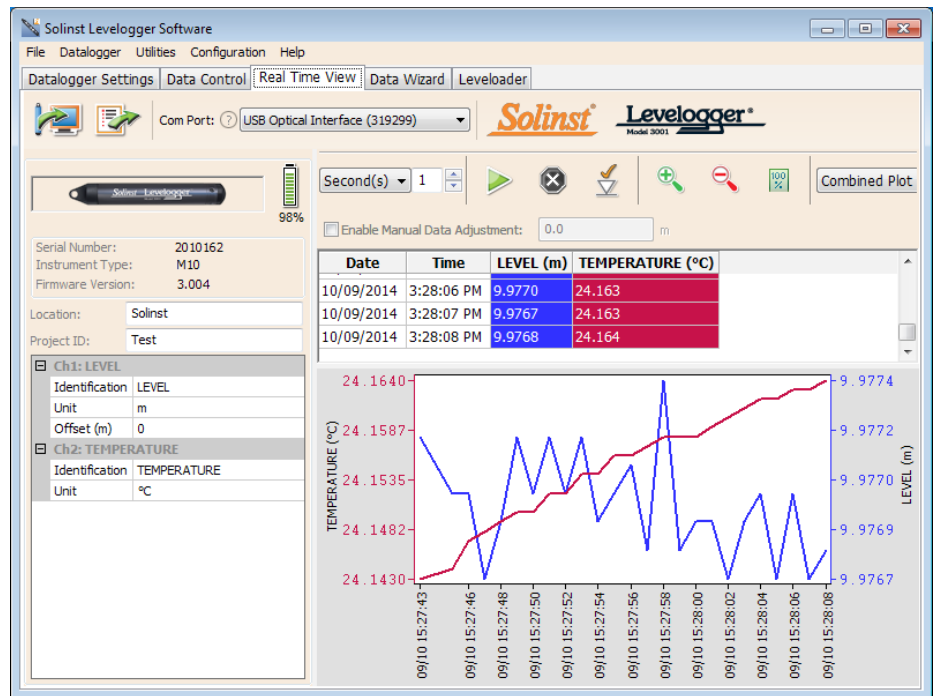 Solinst Levelogger Software
File Datalogger Utilities Configuration Help
Datalogger Settings Data Control Real Time View Data Wizard Leveloader
Com Port: ? USB Optical Interface (319299)
Solinst
Levelogger
Model 3001
Solinst Levelogger
98%
Serial Number: 2010162
Instrument Type: M10
Firmware Version: 3.004
Location: Solinst
Project ID: Test
Ch1: LEVEL
Identification LEVEL
Unit m
Offset (m) 0
Ch2: TEMPERATURE
Identification TEMPERATURE
Unit ºC
Second(s) 1
100 %
Combined Plot
Enable Manual Data Adjustment: 0.0 m
Date Time LEVEL (m) TEMPERATURE (ºC)
10/09/2014 3:28:06 PM 9.9770 24.163
10/09/2014 3:28:07 PM 9.9767 24.163
10/09/2014 3:28:08 PM 9.9768 24.164
TEMPERATURE (ºC)
24.1640
24.1587
24.1535
24.1482
24.1430
9.9774
9.9772
9.9770
9.9769
9.9767
LEVEL (m)
09/10 15:27:43
09/10 15:27:46
09/10 15:27:48
09/10 15:27:50
09/10 15:27:52
09/10 15:27:54
09/10 15:27:56
09/10 15:27:58
09/10 15:28:00
09/10 15:28:02
09/10 15:28:04
09/10 15:28:06
09/10 15:28:08